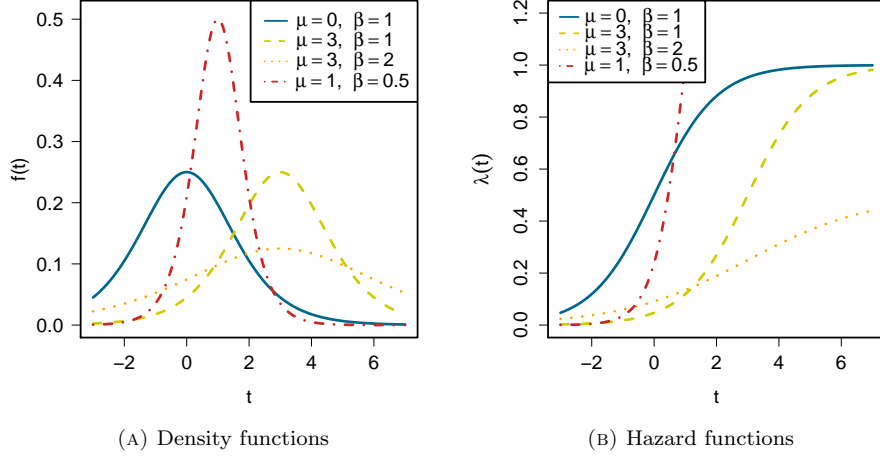 μ=0, β=1
μ=3, β=1
μ=3, β=2
μ=1, β=0.5
f(t)
0.5
0.4
0.3
0.2
0.1
0.0
−2 0 2 4 6
t
(A) Density functions
μ=0, β=1
μ=3, β=1
μ=3, β=2
μ=1, β=0.5
λ(t)
1.2
1.0
0.8
0.6
0.4
0.2
0.0
−2 0 2 4 6
t
(B) Hazard functions